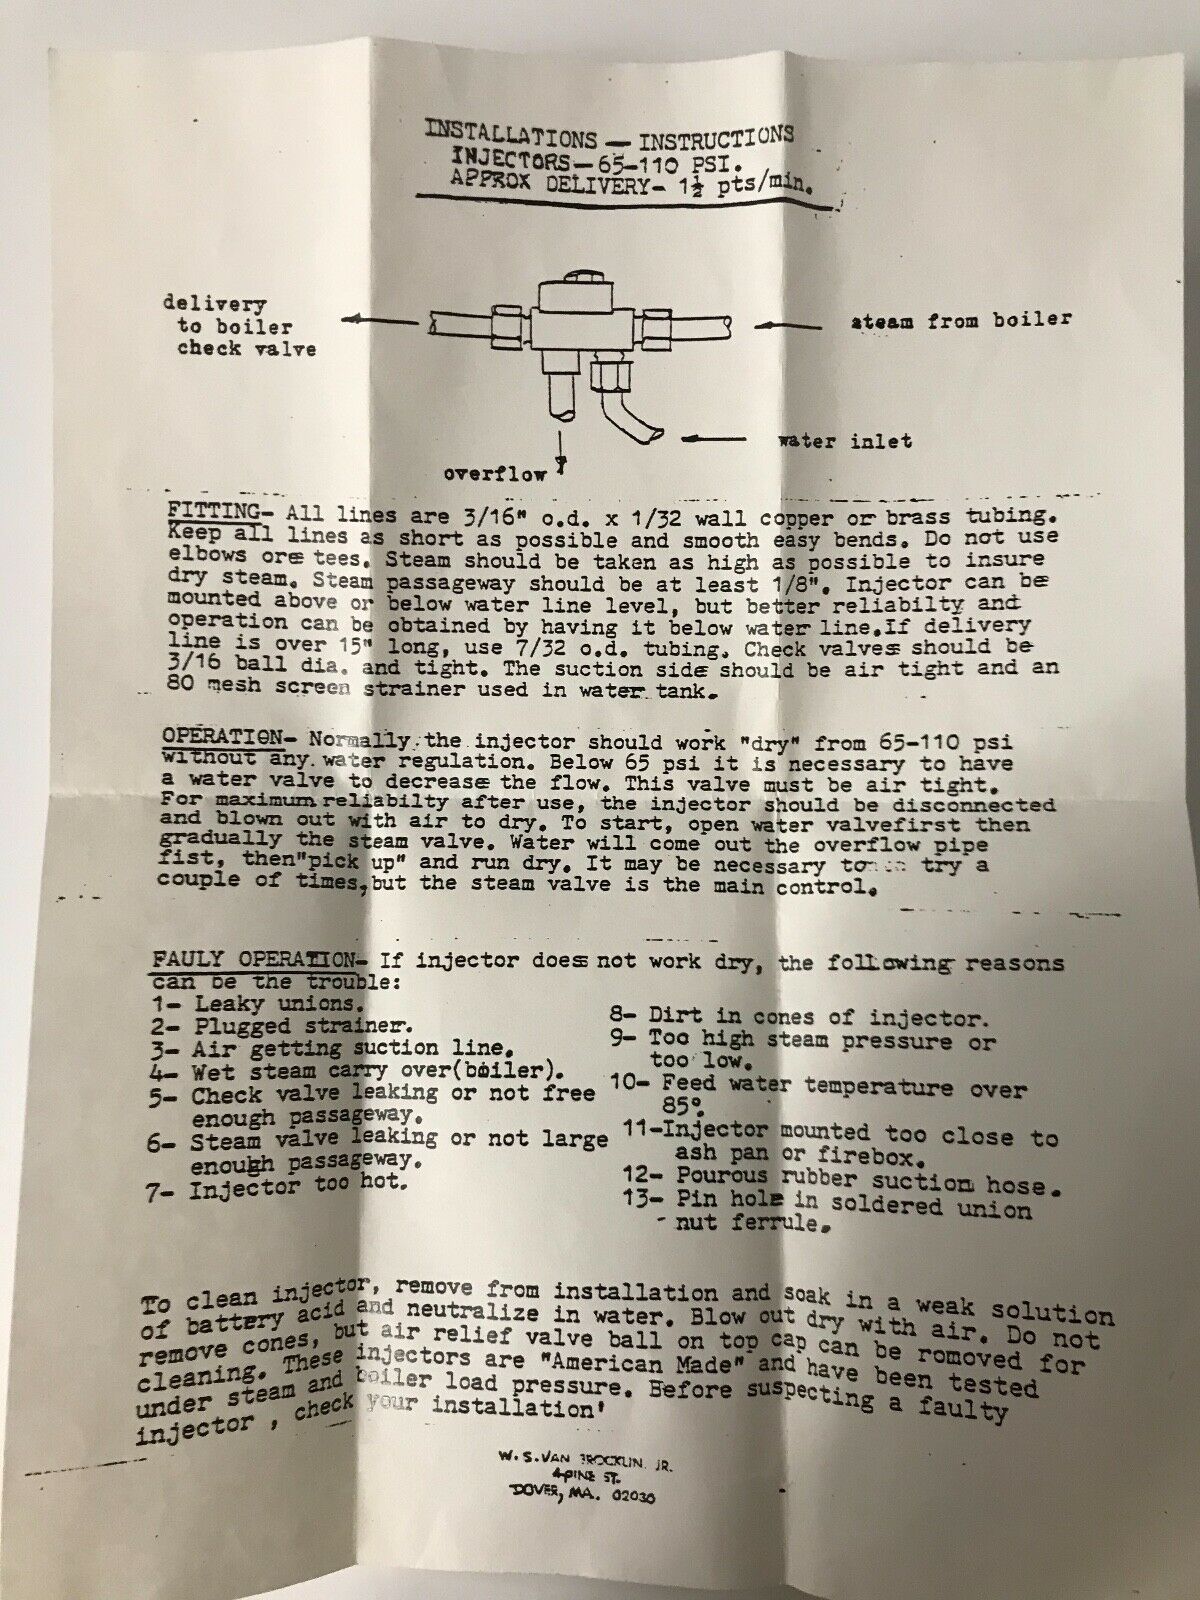 INSTALLATIONS — INSTRUCTIONS
INJECTORS—65-110 PSI.
APPROX DELIVERY- 1½ pts/min.
delivery
to boiler
check valve
steam from boiler
water inlet
overflow
FITTING- All lines are 3/16" o.d. x 1/32 wall copper or brass tubing.
Keep all lines as short as possible and smooth easy bends. Do not use
elbows ore tees. Steam should be taken as high as possible to insure
dry steam. Steam passageway should be at least 1/8". Injector can be
mounted above or below water line level, but better reliabilty and
operation can be obtained by having it below water line.If delivery
line is over 15" long, use 7/32 o.d. tubing. Check valves should be
3/16 ball dia. and tight. The suction side should be air tight and an
80 mesh screen strainer used in water tank.
OPERATION- Normally the injector should work "dry" from 65-110 psi
without any water regulation. Below 65 psi it is necessary to have
a water valve to decrease the flow. This valve must be air tight.
For maximum reliabilty after use, the injector should be disconnected
and blown out with air to dry. To start, open water valvefirst then
gradually the steam valve. Water will come out the overflow pipe
fist, then"pick up" and run dry. It may be necessary to try a
couple of times,but the steam valve is the main control.
FAULY OPERATION- If injector does not work dry, the following reasons
can be the trouble:
1- Leaky unions.
2- Plugged strainer.
3- Air getting suction line.
4- Wet steam carry over(boiler).
5- Check valve leaking or not free
enough passageway.
6- Steam valve leaking or not large
enough passageway.
7- Injector too hot.
8- Dirt in cones of injector.
9- Too high steam pressure or
too low.
10- Feed water temperature over
85°.
11-Injector mounted too close to
ash pan or firebox.
12- Pourous rubber suction hose.
13- Pin hole in soldered union
nut ferrule.
To clean injector, remove from installation and soak in a weak solution
of battery acid and neutralize in water. Blow out dry with air. Do not
remove cones, but air relief valve ball on top cap can be romoved for
cleaning. These injectors are "American Made" and have been tested
under steam and boiler load pressure. Before suspecting a faulty
injector , check your installation'
W. S. VAN BROCKLIN JR.
4 PINE ST.
DOVER, MA. 02030